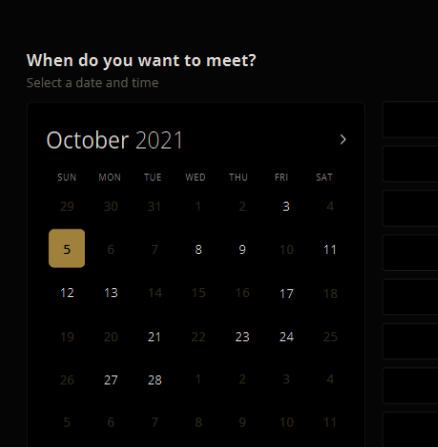 When do you want to meet?
Select a date and time
October 2021
SUN MON TUE WED THU FRI SAT
29 30 31 1 2 3 4
5 6 7 8 9 10 11
12 13 14 15 16 17 18
19 20 21 22 23 24 25
26 27 28 1 2 3 4
5 6 7 8 9 10 11